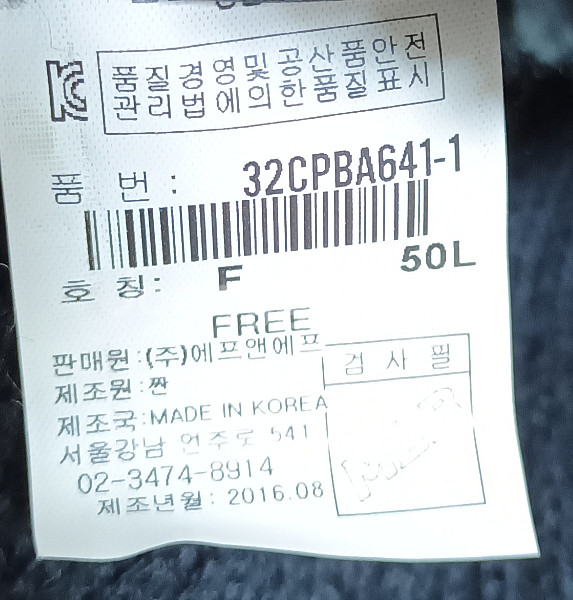 품질경영및공산품안전
관리법에의한품질표시
품 번 : 32CPBA641-1
50L
호 칭: F
FREE
판매원:(주)에프앤에프
검 사 필
제조원:짠
제조국:MADE IN KOREA
서울강남 언주로 541
02-3474-8914
제조년월: 2016.08